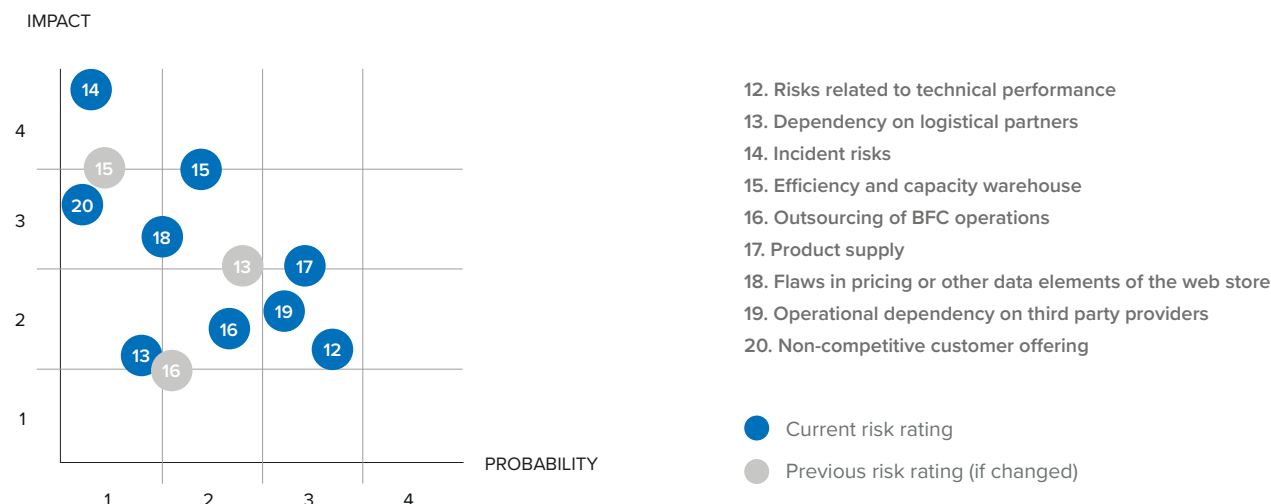 IMPACT
14
4
15
15
20
3
18
13
17
19
2
16
12
13
16
1
PROBABILITY
1
2
3
4
12. Risks related to technical performance
13. Dependency on logistical partners
14. Incident risks
15. Efficiency and capacity warehouse
16. Outsourcing of BFC operations
17. Product supply
18. Flaws in pricing or other data elements of the web store
19. Operational dependency on third party providers
20. Non-competitive customer offering
Current risk rating
Previous risk rating (if changed)